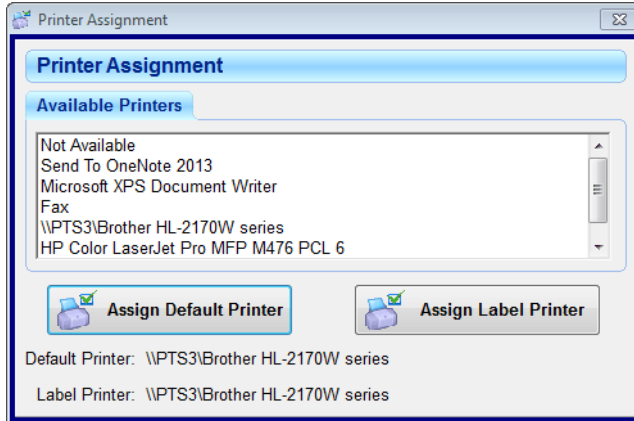 Printer Assignment
Printer Assignment
Available Printers
Not Available
Send To OneNote 2013
Microsoft XPS Document Writer
Fax
\\PTS3\Brother HL-2170W series
HP Color LaserJet Pro MFP M476 PCL 6
Assign Default Printer Assign Label Printer
Default Printer: \\PTS3\Brother HL-2170W series
Label Printer: \\PTS3\Brother HL-2170W series